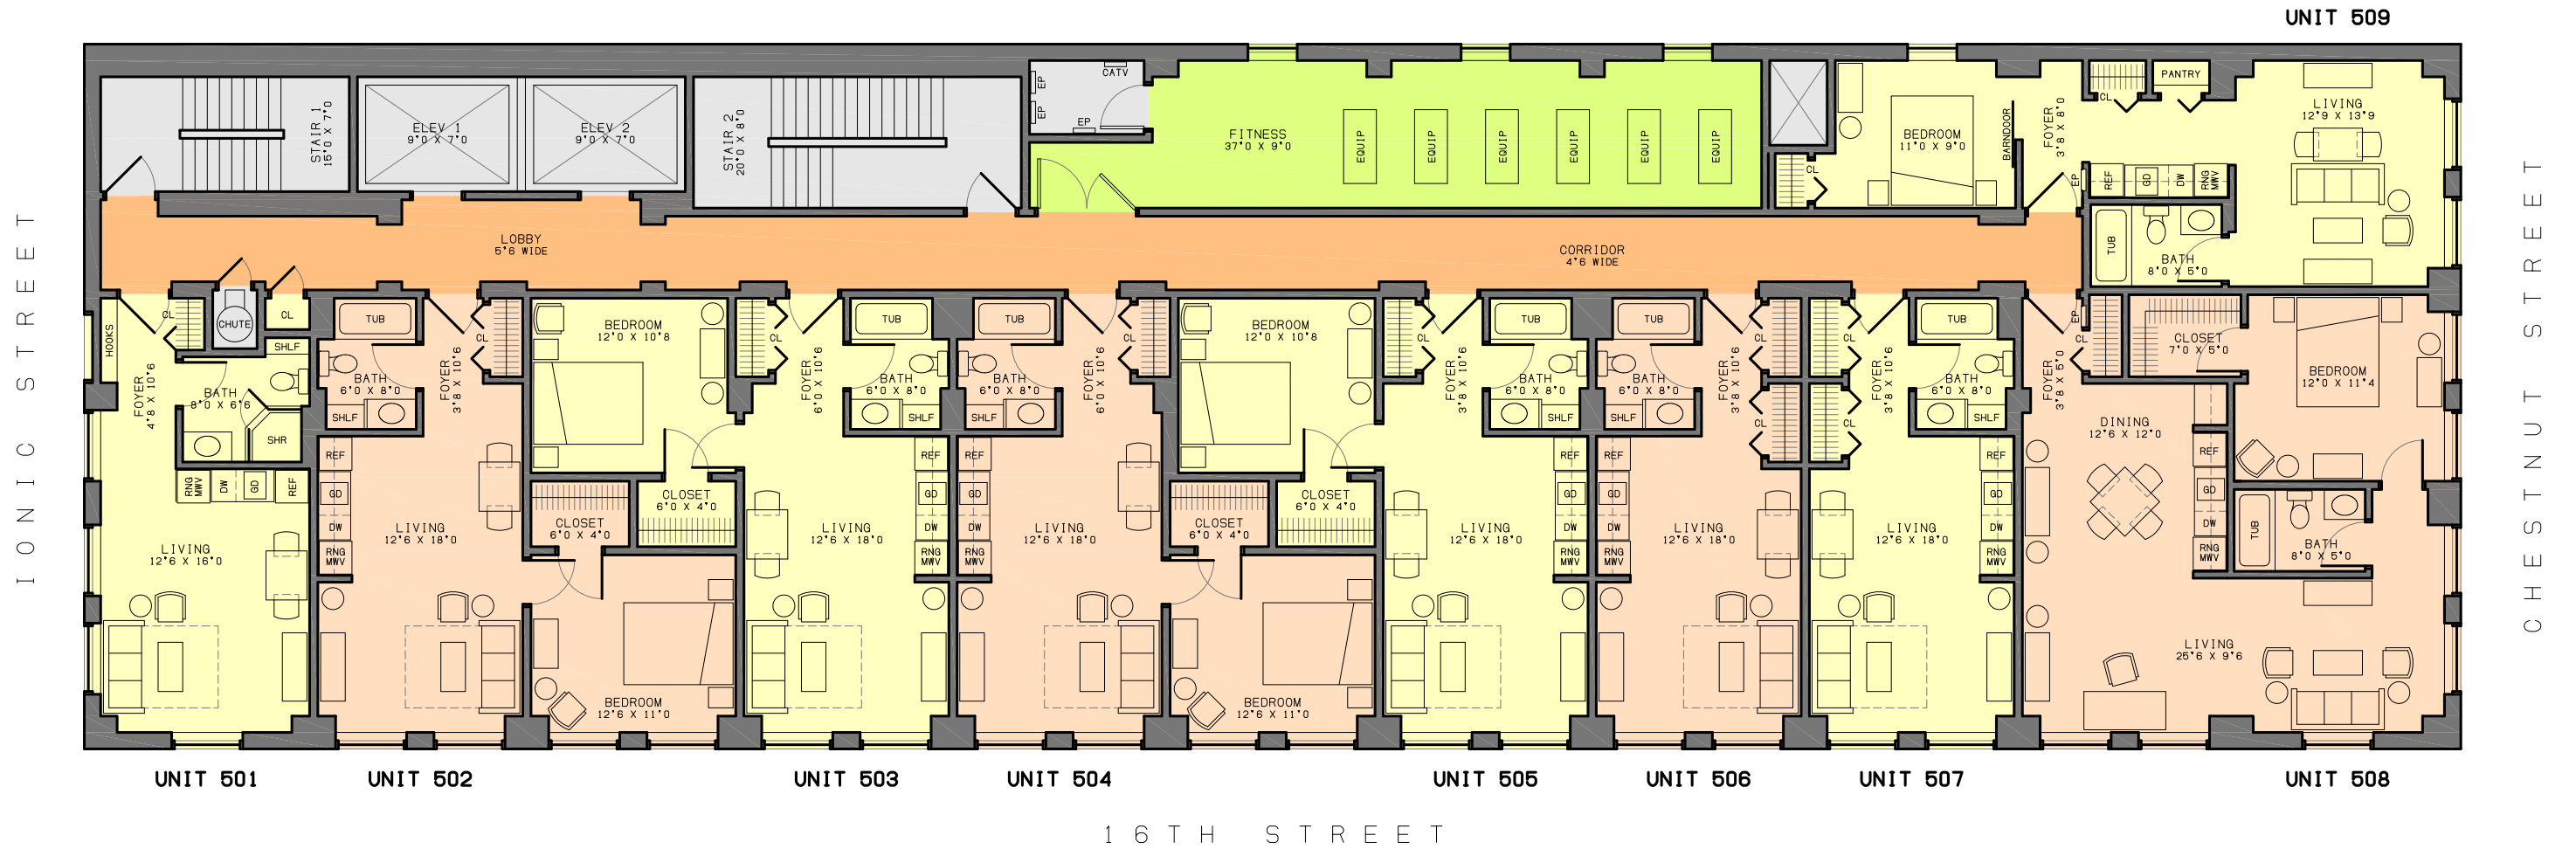 UNIT 509
IONIC STREET
STAIR 1
15'0 X 7'0
ELEV 1
9'0 X 7'0
ELEV 2
9'0 X 7'0
STAIR 2
20'0 X 8'0
EP
EP
CATV
EP
FITNESS
37'0 X 9'0
EQUIP
EQUIP
EQUIP
EQUIP
EQUIP
EQUIP
CL
BEDROOM
11'0 X 9'0
BARNDOOR
FOYER
3'8 X 8'0
EP
CL
PANTRY
REF
GD
DW
RNG
MWV
LIVING
12'9 X 13'9
TUB
BATH
8'0 X 5'0
LOBBY
5'6 WIDE
CORRIDOR
4'6 WIDE
HOOKS
CL
CHUTE
CL
FOYER
4'8 X 10'6
SHLF
BATH
8'0 X 6'6
SHR
RNG
MWV
DW
GD
REF
LIVING
12'6 X 16'0
TUB
BATH
6'0 X 8'0
SHLF
FOYER
3'8 X 10'6
CL
REF
GD
DW
RNG
MWV
LIVING
12'6 X 18'0
CLOSET
6'0 X 4'0
BEDROOM
12'6 X 11'0
BEDROOM
12'0 X 10'8
CLOSET
6'0 X 4'0
CL
FOYER
6'0 X 10'6
TUB
BATH
6'0 X 8'0
SHLF
REF
GD
DW
RNG
MWV
LIVING
12'6 X 18'0
TUB
BATH
6'0 X 8'0
SHLF
FOYER
6'0 X 10'6
CL
REF
GD
DW
RNG
MWV
LIVING
12'6 X 18'0
CLOSET
6'0 X 4'0
BEDROOM
12'6 X 11'0
BEDROOM
12'0 X 10'8
CLOSET
6'0 X 4'0
CL
FOYER
3'8 X 10'6
TUB
BATH
6'0 X 8'0
SHLF
REF
GD
DW
RNG
MWV
LIVING
12'6 X 18'0
TUB
BATH
6'0 X 8'0
SHLF
FOYER
3'8 X 10'6
CL
CL
REF
GD
DW
RNG
MWV
LIVING
12'6 X 18'0
CL
CL
FOYER
3'8 X 10'6
TUB
BATH
6'0 X 8'0
SHLF
REF
GD
DW
RNG
MWV
LIVING
12'6 X 18'0
EP
CL
FOYER
3'8 X 5'0
CLOSET
7'0 X 5'0
BEDROOM
12'0 X 11'4
DINING
12'6 X 12'0
REF
GD
DW
RNG
MWV
TUB
BATH
8'0 X 5'0
LIVING
25'6 X 9'6
CHESTNUT STREET
UNIT 501
UNIT 502
UNIT 503
UNIT 504
UNIT 505
UNIT 506
UNIT 507
UNIT 508
16TH STREET